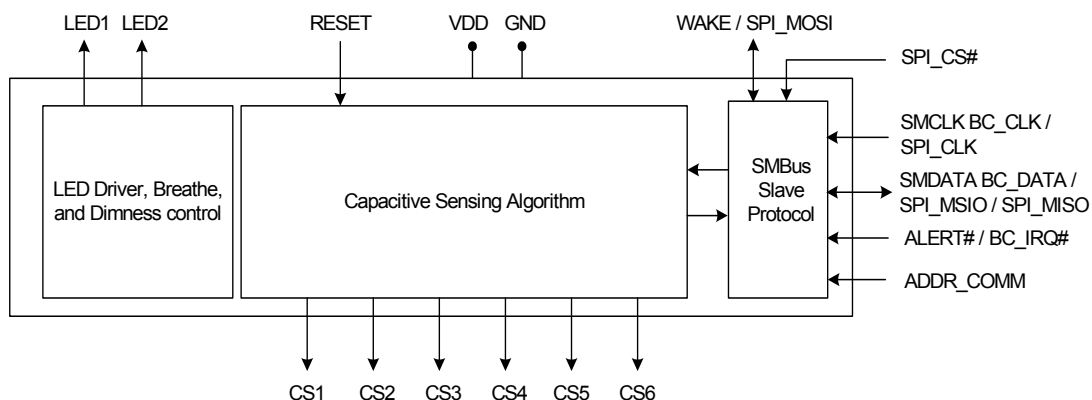 LED1 LED2 RESET VDD GND WAKE / SPI_MOSI
SPI_CS#
SMCLK BC_CLK /
SPI_CLK
LED Driver, Breathe,
and Dimness control
Capacitive Sensing Algorithm
SMBus
Slave
Protocol
SMDATA BC_DATA /
SPI_MSIO / SPI_MISO
ALERT# / BC_IRQ#
ADDR_COMM
CS1 CS2 CS3 CS4 CS5 CS6